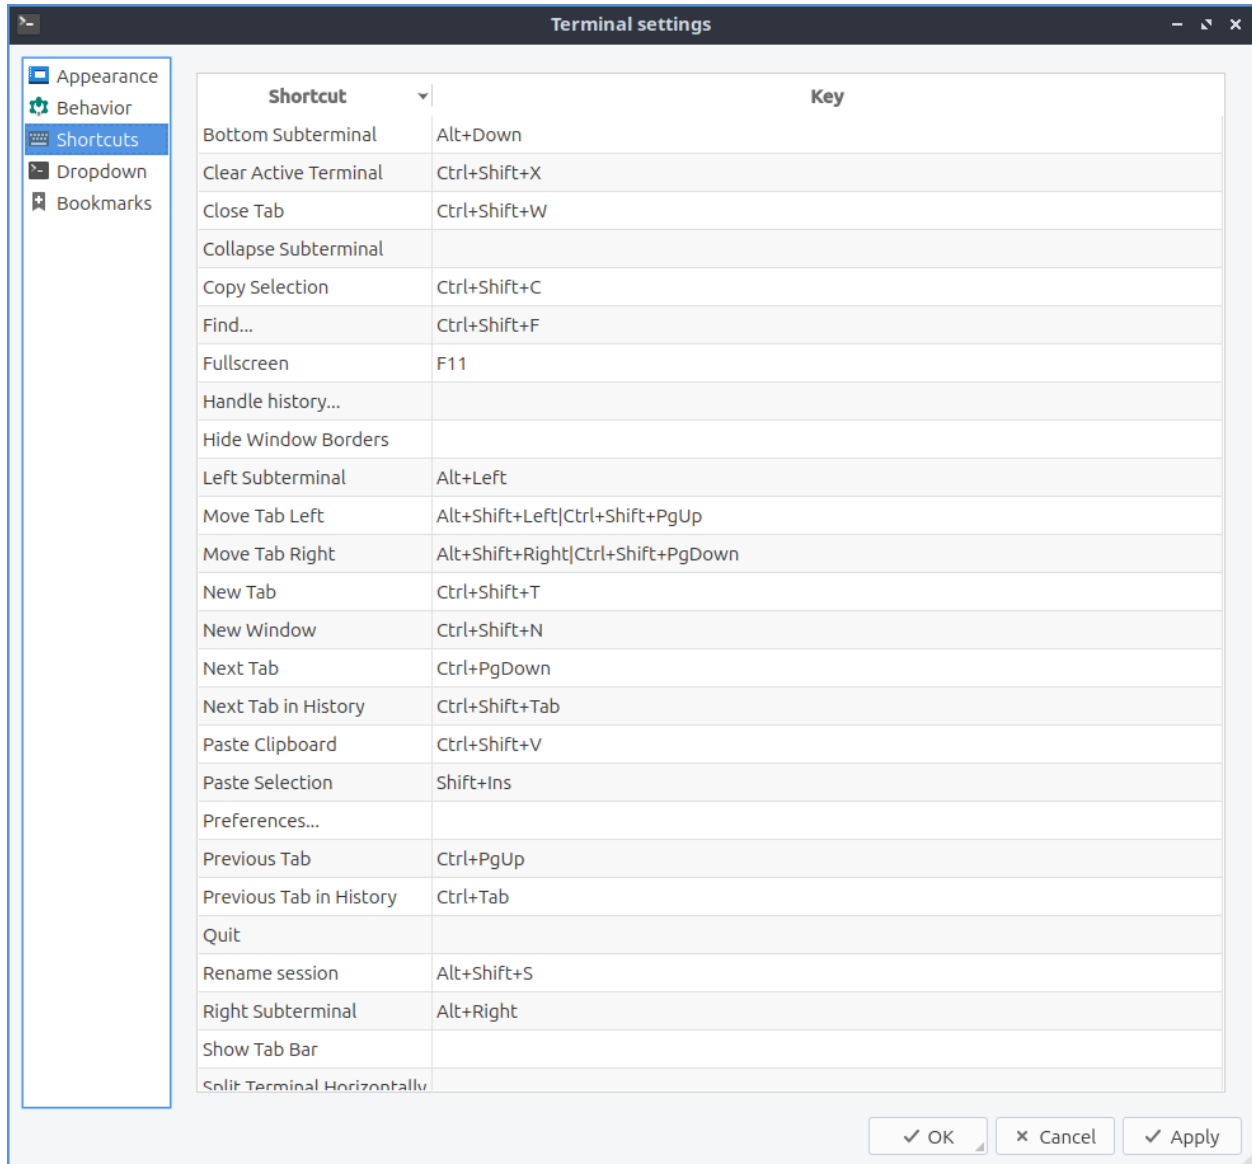 Terminal settings
Appearance
Behavior
Shortcuts
Dropdown
Bookmarks
Shortcut Key
Bottom Subterminal Alt+Down
Clear Active Terminal Ctrl+Shift+X
Close Tab Ctrl+Shift+W
Collapse Subterminal
Copy Selection Ctrl+Shift+C
Find... Ctrl+Shift+F
Fullscreen F11
Handle history...
Hide Window Borders
Left Subterminal Alt+Left
Move Tab Left Alt+Shift+Left|Ctrl+Shift+PgUp
Move Tab Right Alt+Shift+Right|Ctrl+Shift+PgDown
New Tab Ctrl+Shift+T
New Window Ctrl+Shift+N
Next Tab Ctrl+PgDown
Next Tab in History Ctrl+Shift+Tab
Paste Clipboard Ctrl+Shift+V
Paste Selection Shift+Ins
Preferences...
Previous Tab Ctrl+PgUp
Previous Tab in History Ctrl+Tab
Quit
Rename session Alt+Shift+S
Right Subterminal Alt+Right
Show Tab Bar
Split Terminal Horizontally
OK Cancel Apply